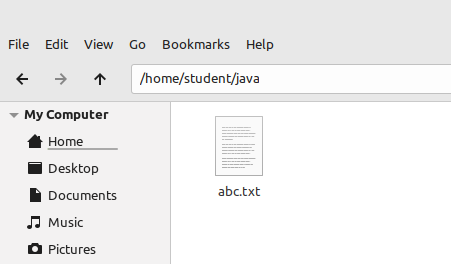 File Edit View Go Bookmarks Help
/home/student/java
My Computer
Home
Desktop
Documents
Music
Pictures
abc.txt